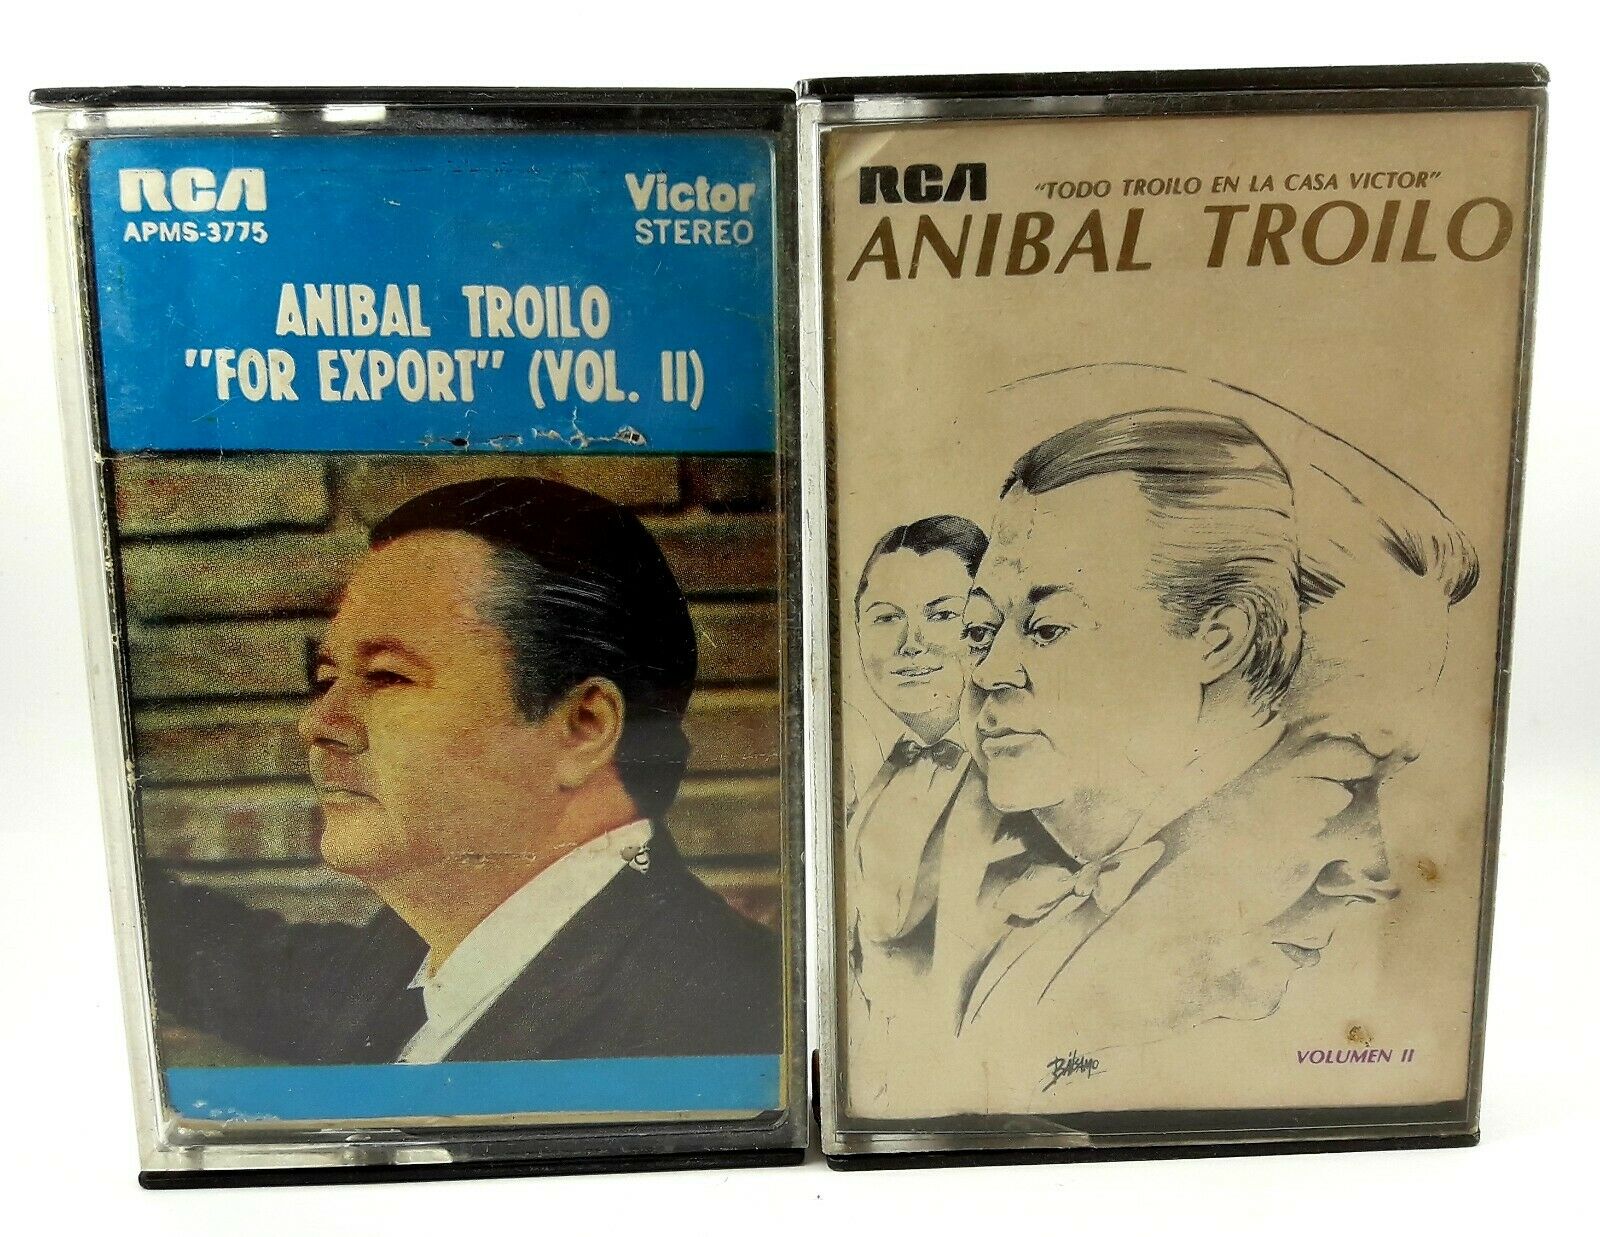 RCA
APMS-3775
Victor
STEREO
ANIBAL TROILO
"FOR EXPORT" (VOL. II)
RCA
"TODO TROILO EN LA CASA VICTOR"
ANIBAL TROILO
BÁLSAMO
VOLUMEN II